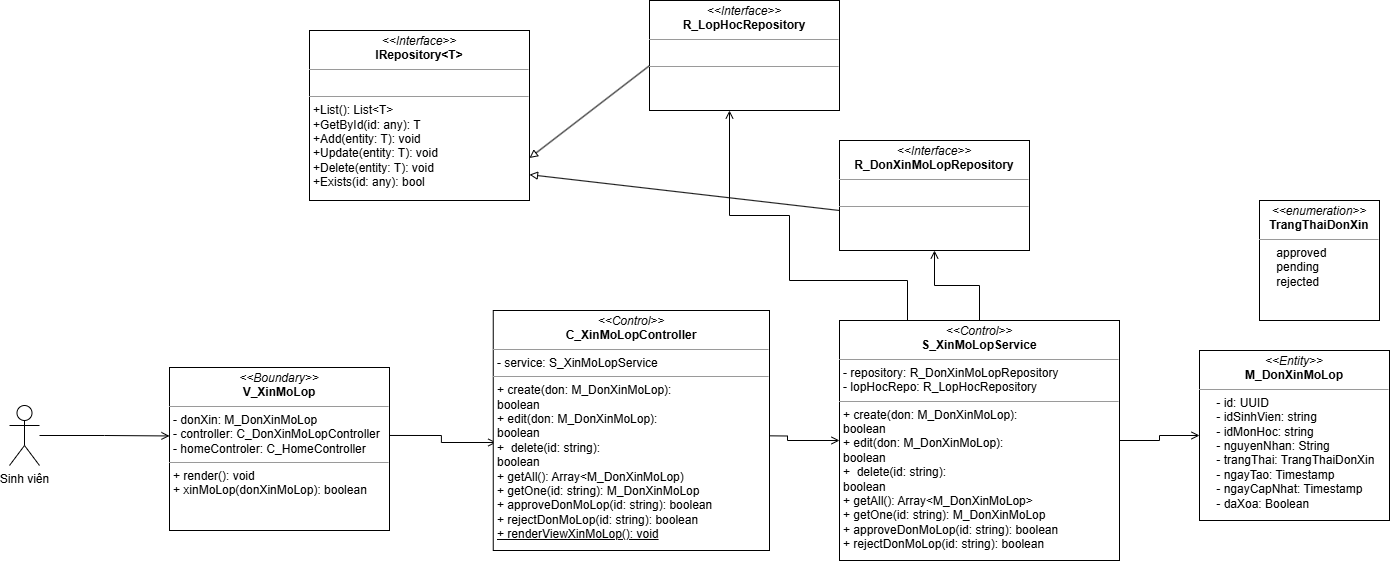 <<Interface>>
R_LopHocRepository
<<Interface>>
IRepository<T>
+List(): List<T>
+GetById(id: any): T
+Add(entity: T): void
+Update(entity: T): void
+Delete(entity: T): void
+Exists(id: any): bool
<<Interface>>
R_DonXinMoLopRepository
<<enumeration>>
TrangThaiDonXin
approved
pending
rejected
Sinh viên
<<Boundary>>
V_XinMoLop
- donXin: M_DonXinMoLop
- controller: C_DonXinMoLopController
- homeControler: C_HomeController
+ render(): void
+ xinMoLop(donXinMoLop): boolean
<<Control>>
C_XinMoLopController
- service: S_XinMoLopService
+ create(don: M_DonXinMoLop):
boolean
+ edit(don: M_DonXinMoLop):
boolean
+  delete(id: string):
boolean
+ getAll(): Array<M_DonXinMoLop)
+ getOne(id: string): M_DonXinMoLop
+ approveDonMoLop(id: string): boolean
+ rejectDonMoLop(id: string): boolean
+ renderViewXinMoLop(): void
<<Control>>
S_XinMoLopService
- repository: R_DonXinMoLopRepository
- lopHocRepo: R_LopHocRepository
+ create(don: M_DonXinMoLop):
boolean
+ edit(don: M_DonXinMoLop):
boolean
+  delete(id: string):
boolean
+ getAll(): Array<M_DonXinMoLop>
+ getOne(id: string): M_DonXinMoLop
+ approveDonMoLop(id: string): boolean
+ rejectDonMoLop(id: string): boolean
<<Entity>>
M_DonXinMoLop
- id: UUID
- idSinhVien: string
- idMonHoc: string
- nguyenNhan: String
- trangThai: TrangThaiDonXin
- ngayTao: Timestamp
- ngayCapNhat: Timestamp
- daXoa: Boolean